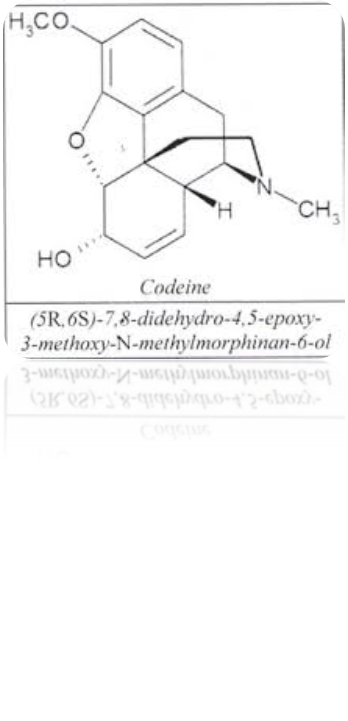 H₃CO
O
N
H
CH₃
HO
Codeine
(5R,6S)-7,8-didehydro-4,5-epoxy-
3-methoxy-N-methylmorphinan-6-ol